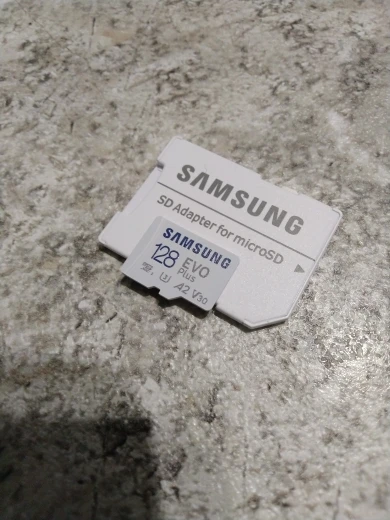 SAMSUNG
SD Adapter for microSD
SAMSUNG
128 EVO
Plus
A2 V30